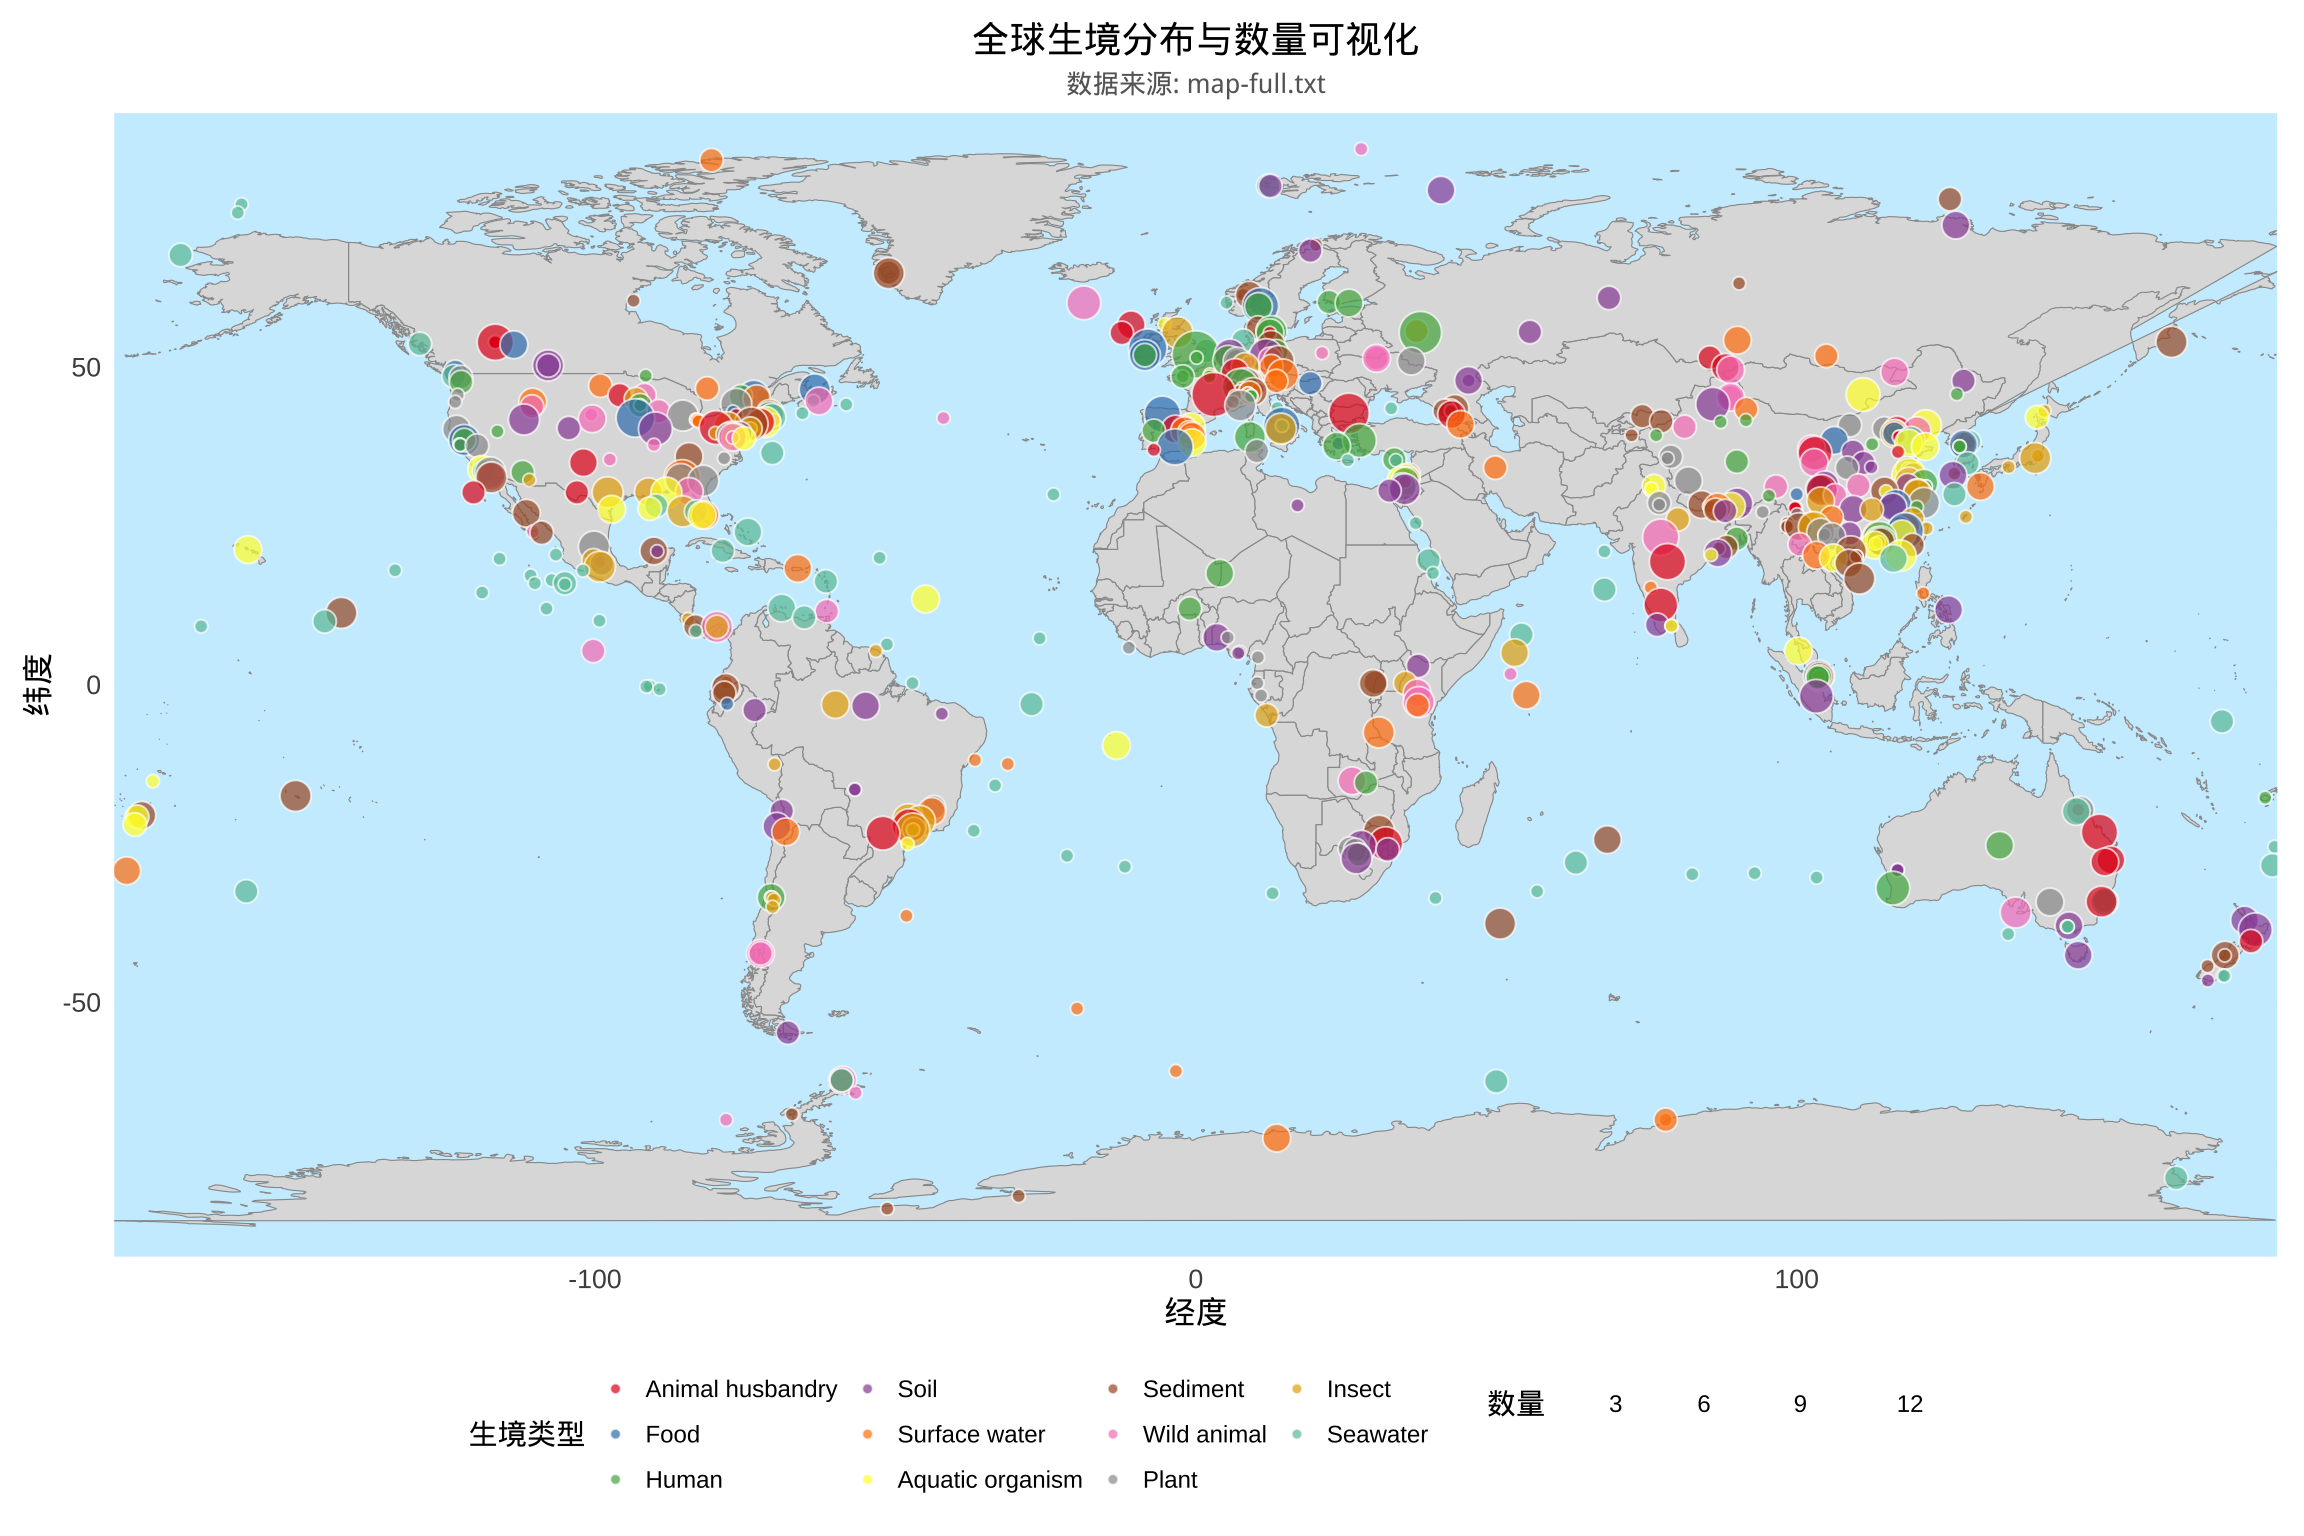 全球生境分布与数量可视化
数据来源: map-full.txt
50
0
-50
纬度
-100
0
100
经度
生境类型
Animal husbandry
Food
Human
Soil
Surface water
Aquatic organism
Sediment
Wild animal
Plant
Insect
Seawater
数量
3
6
9
12